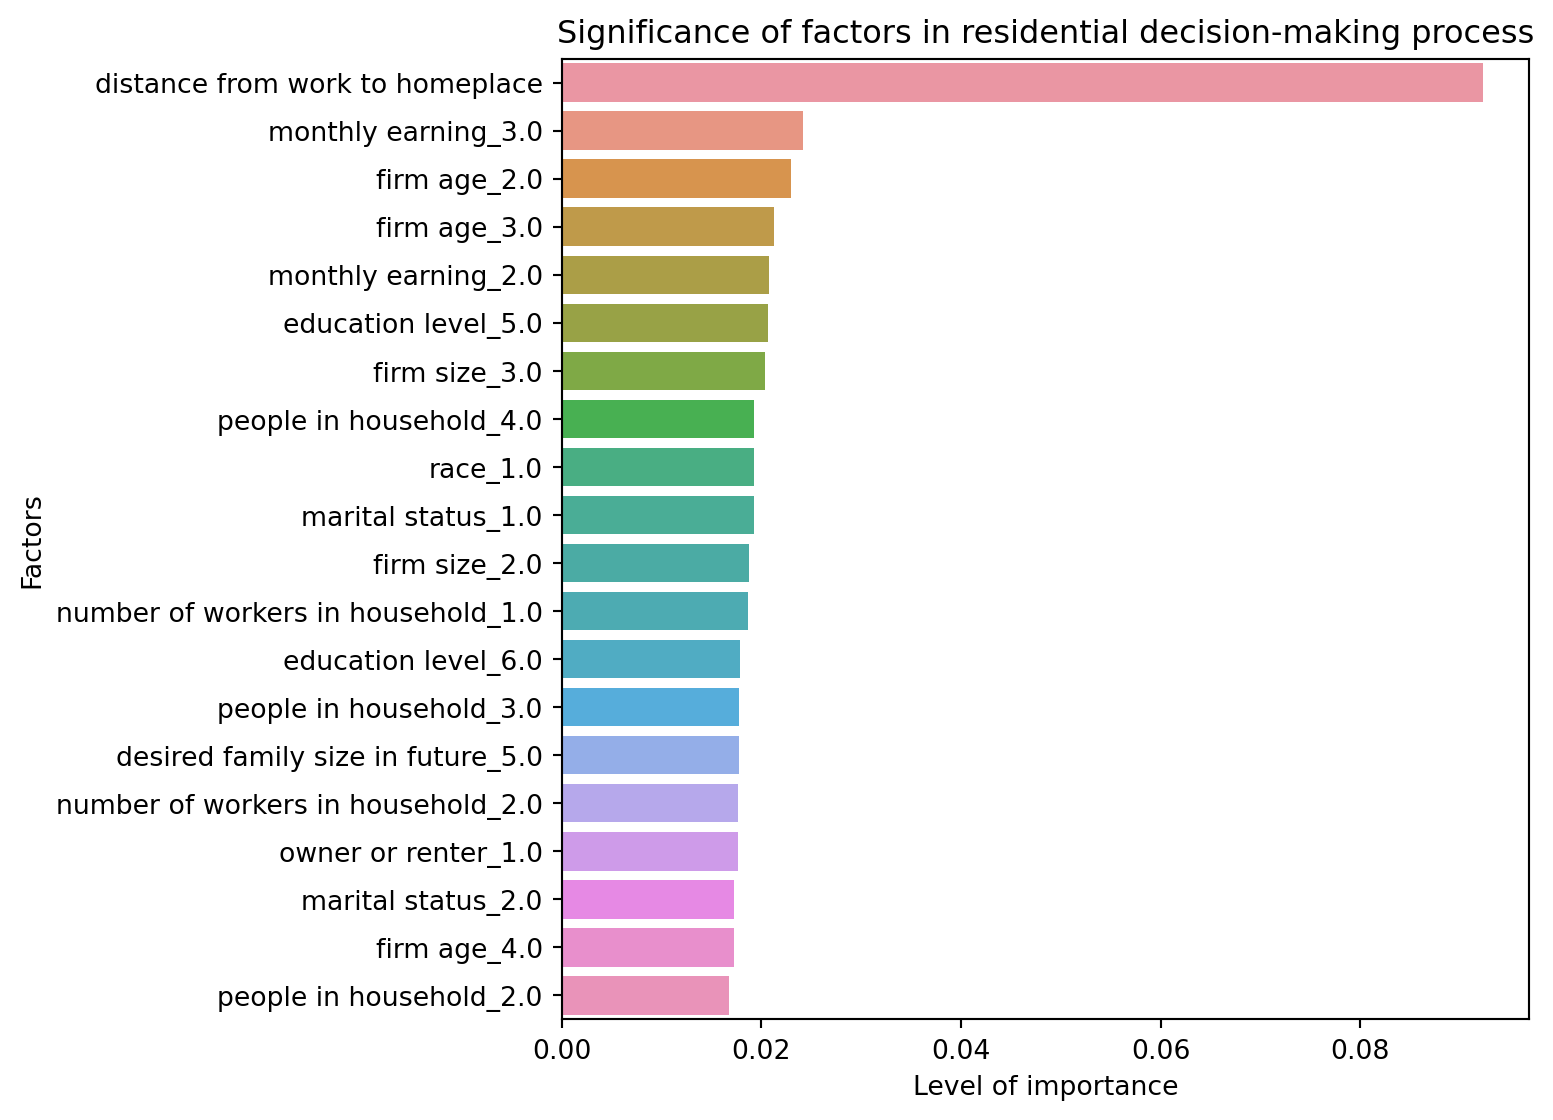 Significance of factors in residential decision-making process
distance from work to homeplace
monthly earning_3.0
firm age_2.0
firm age_3.0
monthly earning_2.0
education level_5.0
firm size_3.0
people in household_4.0
race_1.0
marital status_1.0
firm size_2.0
number of workers in household_1.0
education level_6.0
people in household_3.0
desired family size in future_5.0
number of workers in household_2.0
owner or renter_1.0
marital status_2.0
firm age_4.0
people in household_2.0
Factors
0.00 0.02 0.04 0.06 0.08
Level of importance